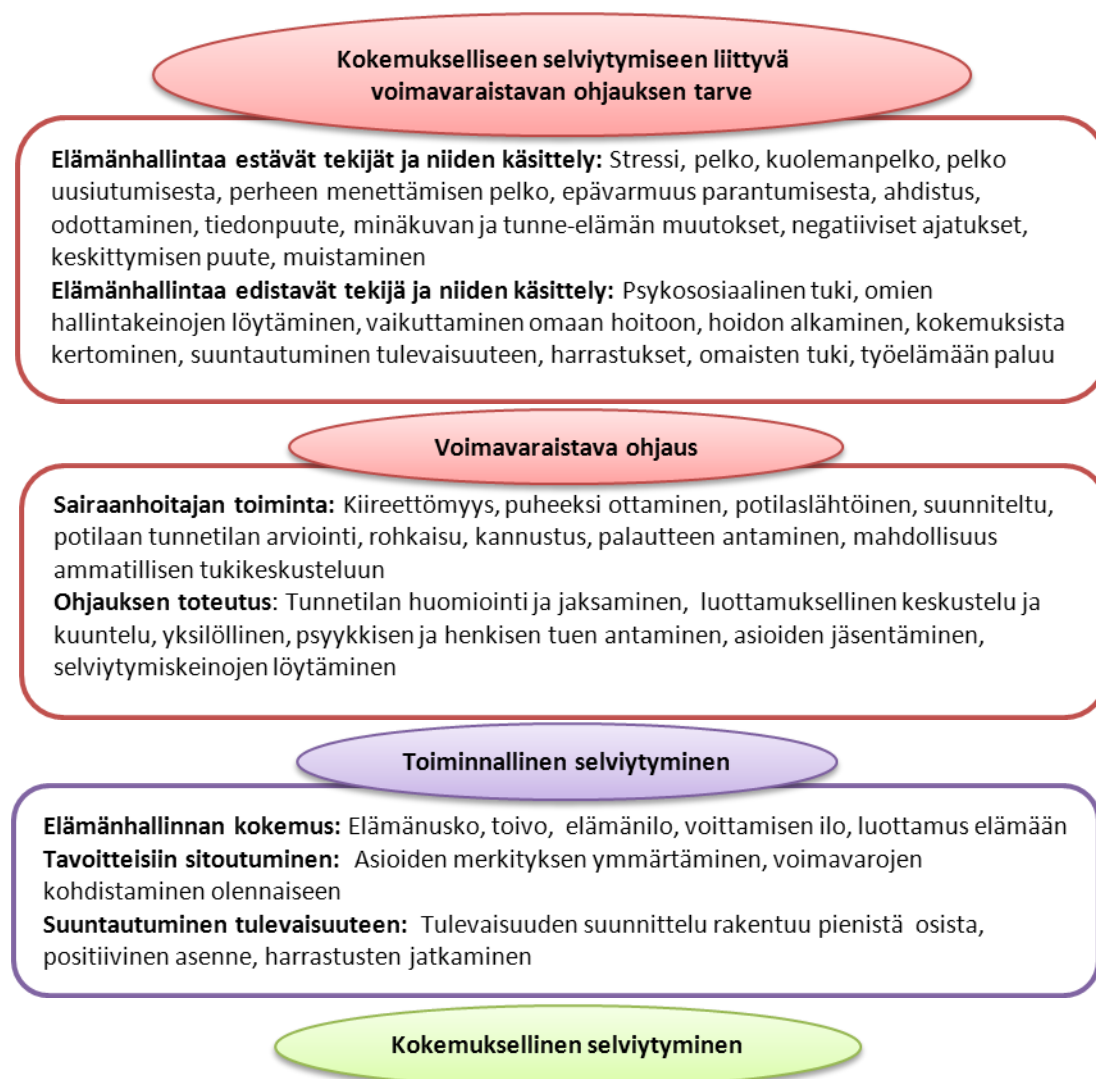 Kokemukselliseen selviytymiseen liittyvä
voimavaraistavan ohjauksen tarve
Elämänhallintaa estävät tekijät ja niiden käsittely: Stressi, pelko, kuolemanpelko, pelko
uusiutumisesta, perheen menettämisen pelko, epävarmuus parantumisesta, ahdistus,
odottaminen, tiedonpuute, minäkuvan ja tunne-elämän muutokset, negatiiviset ajatukset,
keskittymisen puute, muistaminen
Elämänhallintaa edistavät tekijä ja niiden käsittely: Psykososiaalinen tuki, omien
hallintakeinojen löytäminen, vaikuttaminen omaan hoitoon, hoidon alkaminen, kokemuksista
kertominen, suuntautuminen tulevaisuuteen, harrastukset, omaisten tuki, työelämään paluu
Voimavaraistava ohjaus
Sairaanhoitajan toiminta: Kiireettömyys, puheeksi ottaminen, potilaslähtöinen, suunniteltu,
potilaan tunnetilan arviointi, rohkaisu, kannustus, palautteen antaminen, mahdollisuus
ammatillisen tukikeskusteluun
Ohjauksen toteutus: Tunnetilan huomiointi ja jaksaminen, luottamuksellinen keskustelu ja
kuuntelu, yksilöllinen, psyykkisen ja henkisen tuen antaminen, asioiden jäsentäminen,
selviytymiskeinojen löytäminen
Toiminnallinen selviytyminen
Elämänhallinnan kokemus: Elämänusko, toivo, elämänilo, voittamisen ilo, luottamus elämään
Tavoitteisiin sitoutuminen: Asioiden merkityksen ymmärtäminen, voimavarojen
kohdistaminen olennaiseen
Suuntautuminen tulevaisuuteen: Tulevaisuuden suunnittelu rakentuu pienistä osista,
positiivinen asenne, harrastusten jatkaminen
Kokemuksellinen selviytyminen